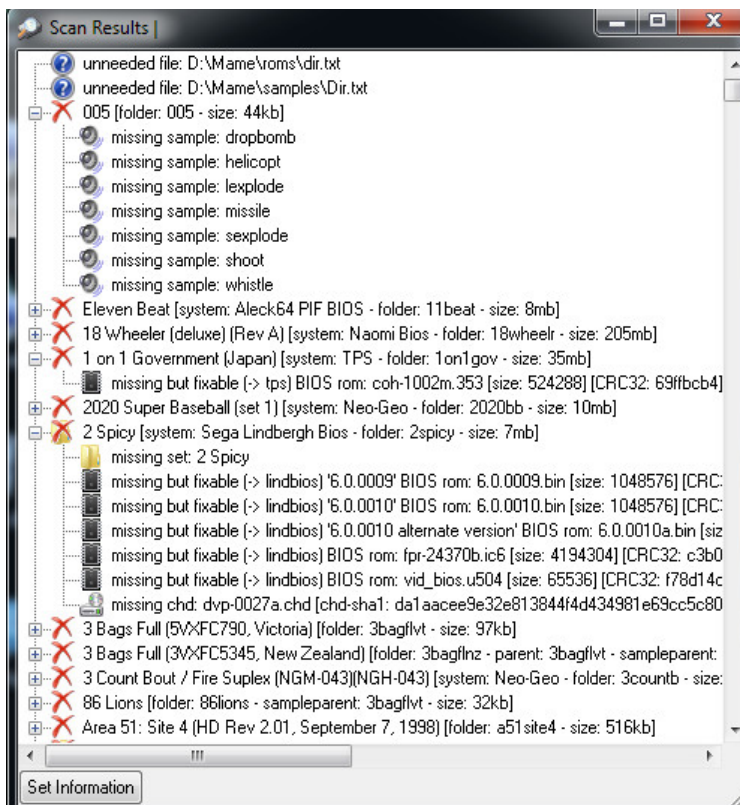 Scan Results |
unneeded file: D:\Mame\roms\dir.txt
unneeded file: D:\Mame\samples\Dir.txt
005 [folder: 005 - size: 44kb]
missing sample: dropbomb
missing sample: helicopt
missing sample: lexplode
missing sample: missile
missing sample: sexplode
missing sample: shoot
missing sample: whistle
Eleven Beat [system: Aleck64 PIF BIOS - folder: 11beat - size: 8mb]
18 Wheeler (deluxe) (Rev A) [system: Naomi Bios - folder: 18wheelr - size: 205mb]
1 on 1 Government (Japan) [system: TPS - folder: 1on1gov - size: 35mb]
missing but fixable (-> tps) BIOS rom: coh-1002m.353 [size: 524288] [CRC32: 69ffbcb4]
2020 Super Baseball (set 1) [system: Neo-Geo - folder: 2020bb - size: 10mb]
2 Spicy [system: Sega Lindbergh Bios - folder: 2spicy - size: 7mb]
missing set: 2 Spicy
missing but fixable (-> lindbios) '6.0.0009' BIOS rom: 6.0.0009.bin [size: 1048576] [CRC
missing but fixable (-> lindbios) '6.0.0010' BIOS rom: 6.0.0010.bin [size: 1048576] [CRC
missing but fixable (-> lindbios) '6.0.0010 alternate version' BIOS rom: 6.0.0010a.bin [siz
missing but fixable (-> lindbios) BIOS rom: fpr-24370b.ic6 [size: 4194304] [CRC32: c3b0
missing but fixable (-> lindbios) BIOS rom: vid_bios.u504 [size: 65536] [CRC32: f78d14c
missing chd: dvp-0027a.chd [chd-sha1: da1aacee9e32e813844f4d434981e69cc5c80
3 Bags Full (5VXFC790, Victoria) [folder: 3bagflvt - size: 97kb]
3 Bags Full (3VXFC5345, New Zealand) [folder: 3bagflnz - parent: 3bagflvt - sampleparent:
3 Count Bout / Fire Suplex (NGM-043)(NGH-043) [system: Neo-Geo - folder: 3countb - size:
86 Lions [folder: 86lions - sampleparent: 3bagflvt - size: 32kb]
Area 51: Site 4 (HD Rev 2.01, September 7, 1998) [folder: a51site4 - size: 516kb]
Set Information